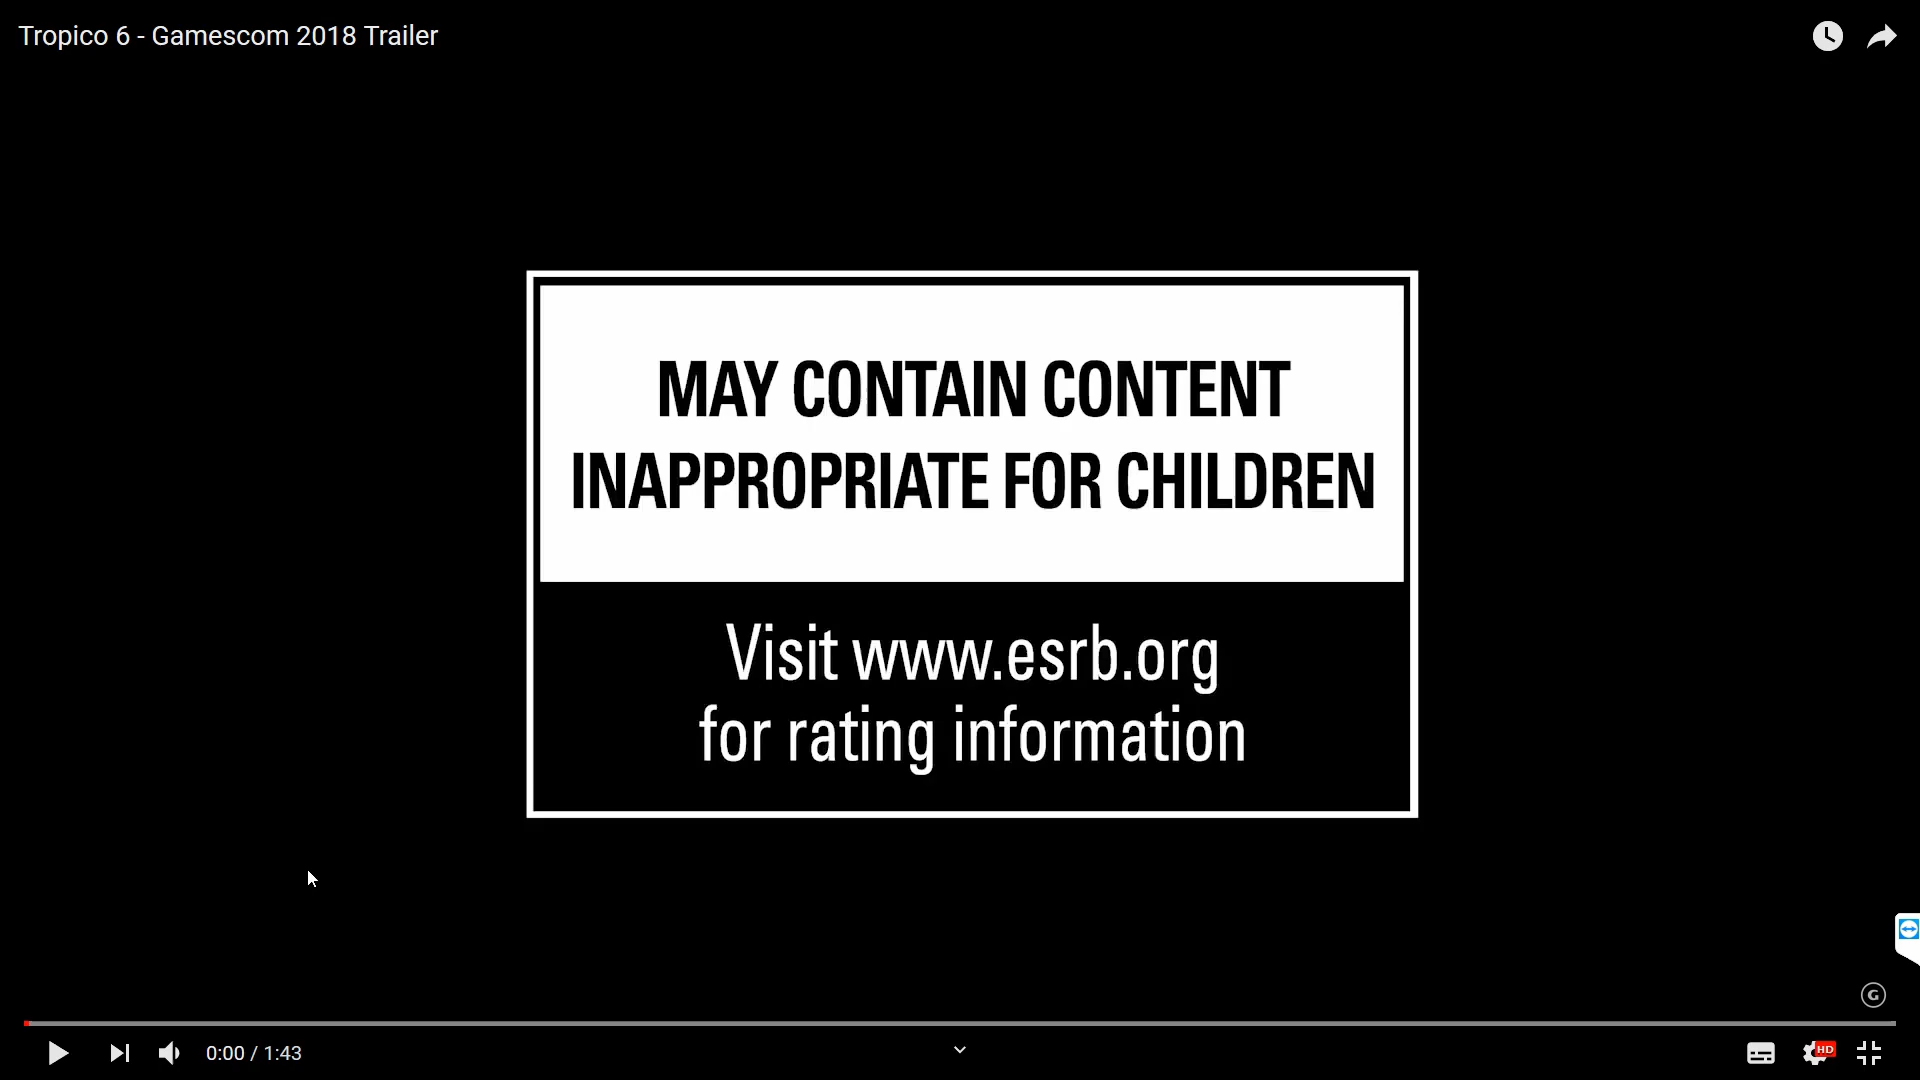 Tropico 6 - Gamescom 2018 Trailer
MAY CONTAIN CONTENT
INAPPROPRIATE FOR CHILDREN
Visit www.esrb.org
for rating information
G
0:00 / 1:43
HD